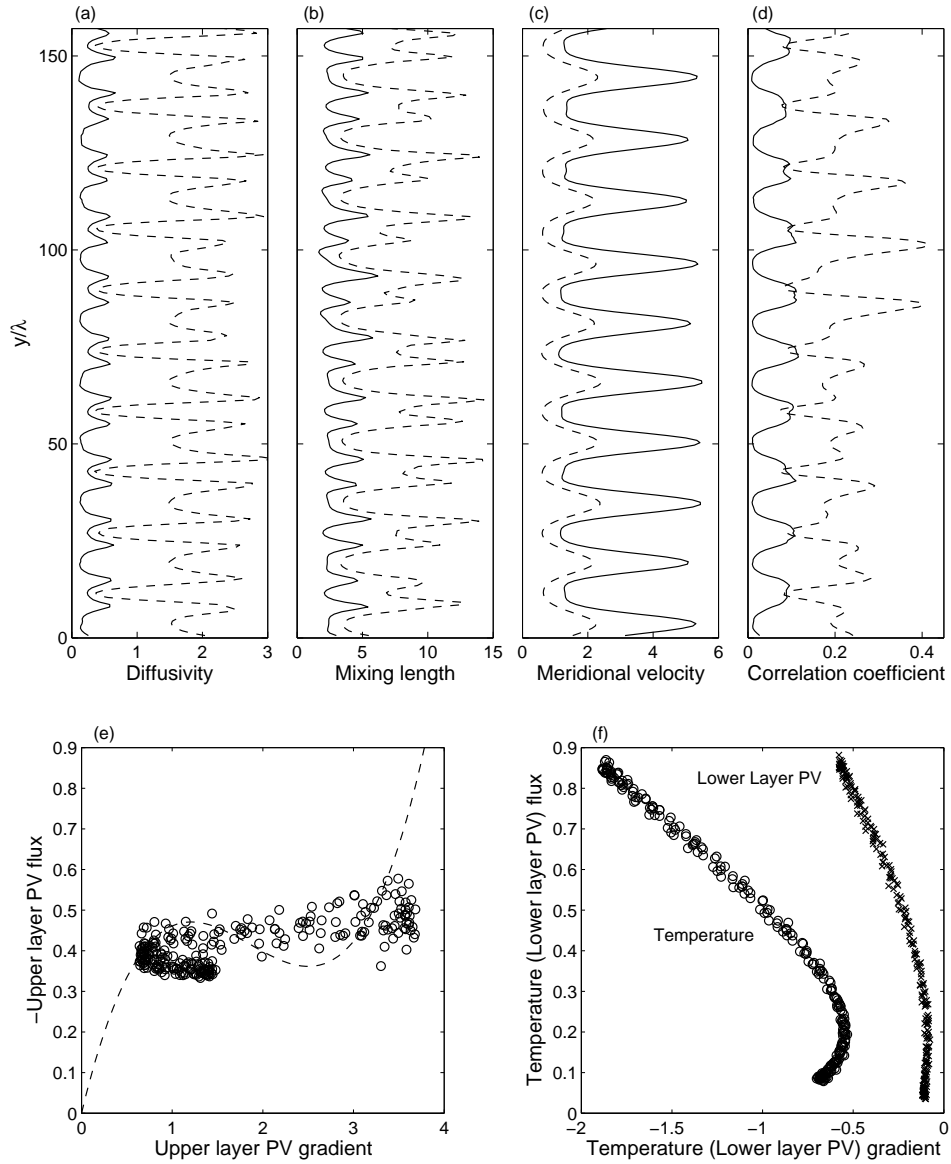 (a)
(b)
(c)
(d)
150
100
50
0
y/λ
0 1 2 3
Diffusivity
0 5 10 15
Mixing length
0 2 4 6
Meridional velocity
0 0.2 0.4
Correlation coefficient
(e)
0.9
0.8
0.7
0.6
0.5
0.4
0.3
0.2
0.1
0
−Upper layer PV flux
0 1 2 3 4
Upper layer PV gradient
(f)
0.9
0.8
0.7
0.6
0.5
0.4
0.3
0.2
0.1
0
Temperature (Lower layer PV) flux
Lower Layer PV
Temperature
−2 −1.5 −1 −0.5 0
Temperature (Lower layer PV) gradient